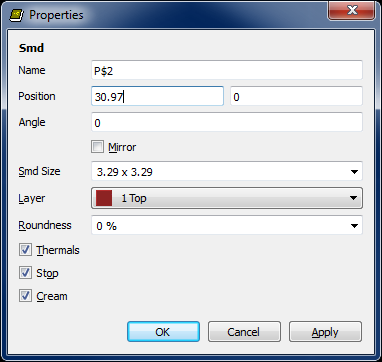 Properties
Smd
Name P$2
Position 30.97 0
Angle 0
Mirror
Smd Size 3.29 x 3.29
Layer 1 Top
Roundness 0 %
Thermals
Stop
Cream
OK Cancel Apply